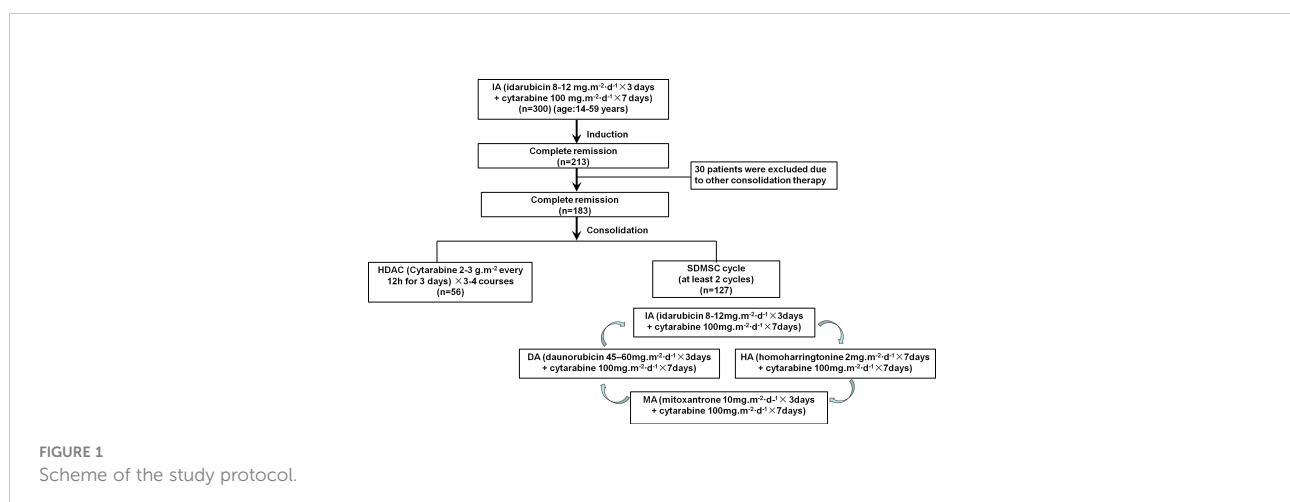 IA (idarubicin 8-12 mg.m⁻²·d⁻¹×3 days
+ cytarabine 100 mg.m⁻²·d⁻¹×7 days)
(n=300) (age:14-59 years)
Induction
Complete remission
(n=213)
30 patients were excluded due
to other consolidation therapy
Complete remission
(n=183)
Consolidation
HDAC (Cytarabine 2-3 g.m⁻² every
12h for 3 days) ×3-4 courses
(n=56)
SDMSC cycle
(at least 2 cycles)
(n=127)
IA (idarubicin 8-12mg.m⁻²·d⁻¹×3days
+ cytarabine 100mg.m⁻²·d⁻¹×7days)
DA (daunorubicin 45–60mg.m⁻²·d⁻¹×3days
+ cytarabine 100mg.m⁻²·d⁻¹×7days)
HA (homoharringtonine 2mg.m⁻²·d⁻¹×7days
+ cytarabine 100mg.m⁻²·d⁻¹×7days)
MA (mitoxantrone 10mg.m⁻²·d-¹× 3days
+ cytarabine 100mg.m⁻²·d⁻¹×7days)
FIGURE 1
Scheme of the study protocol.